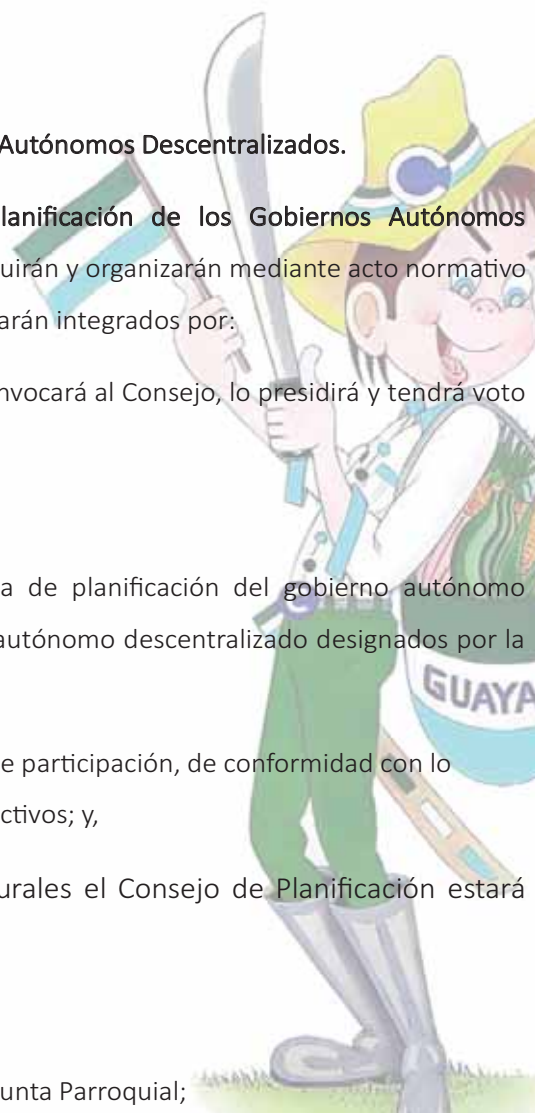 Autónomos Descentralizados.
lanificación de los Gobiernos Autónomos
uirán y organizarán mediante acto normativo
arán integrados por:
nvocará al Consejo, lo presidirá y tendrá voto
a de planificación del gobierno autónomo
autónomo descentralizado designados por la
GUAYA
e participación, de conformidad con lo
ctivos; y,
urales el Consejo de Planificación estará
unta Parroquial;